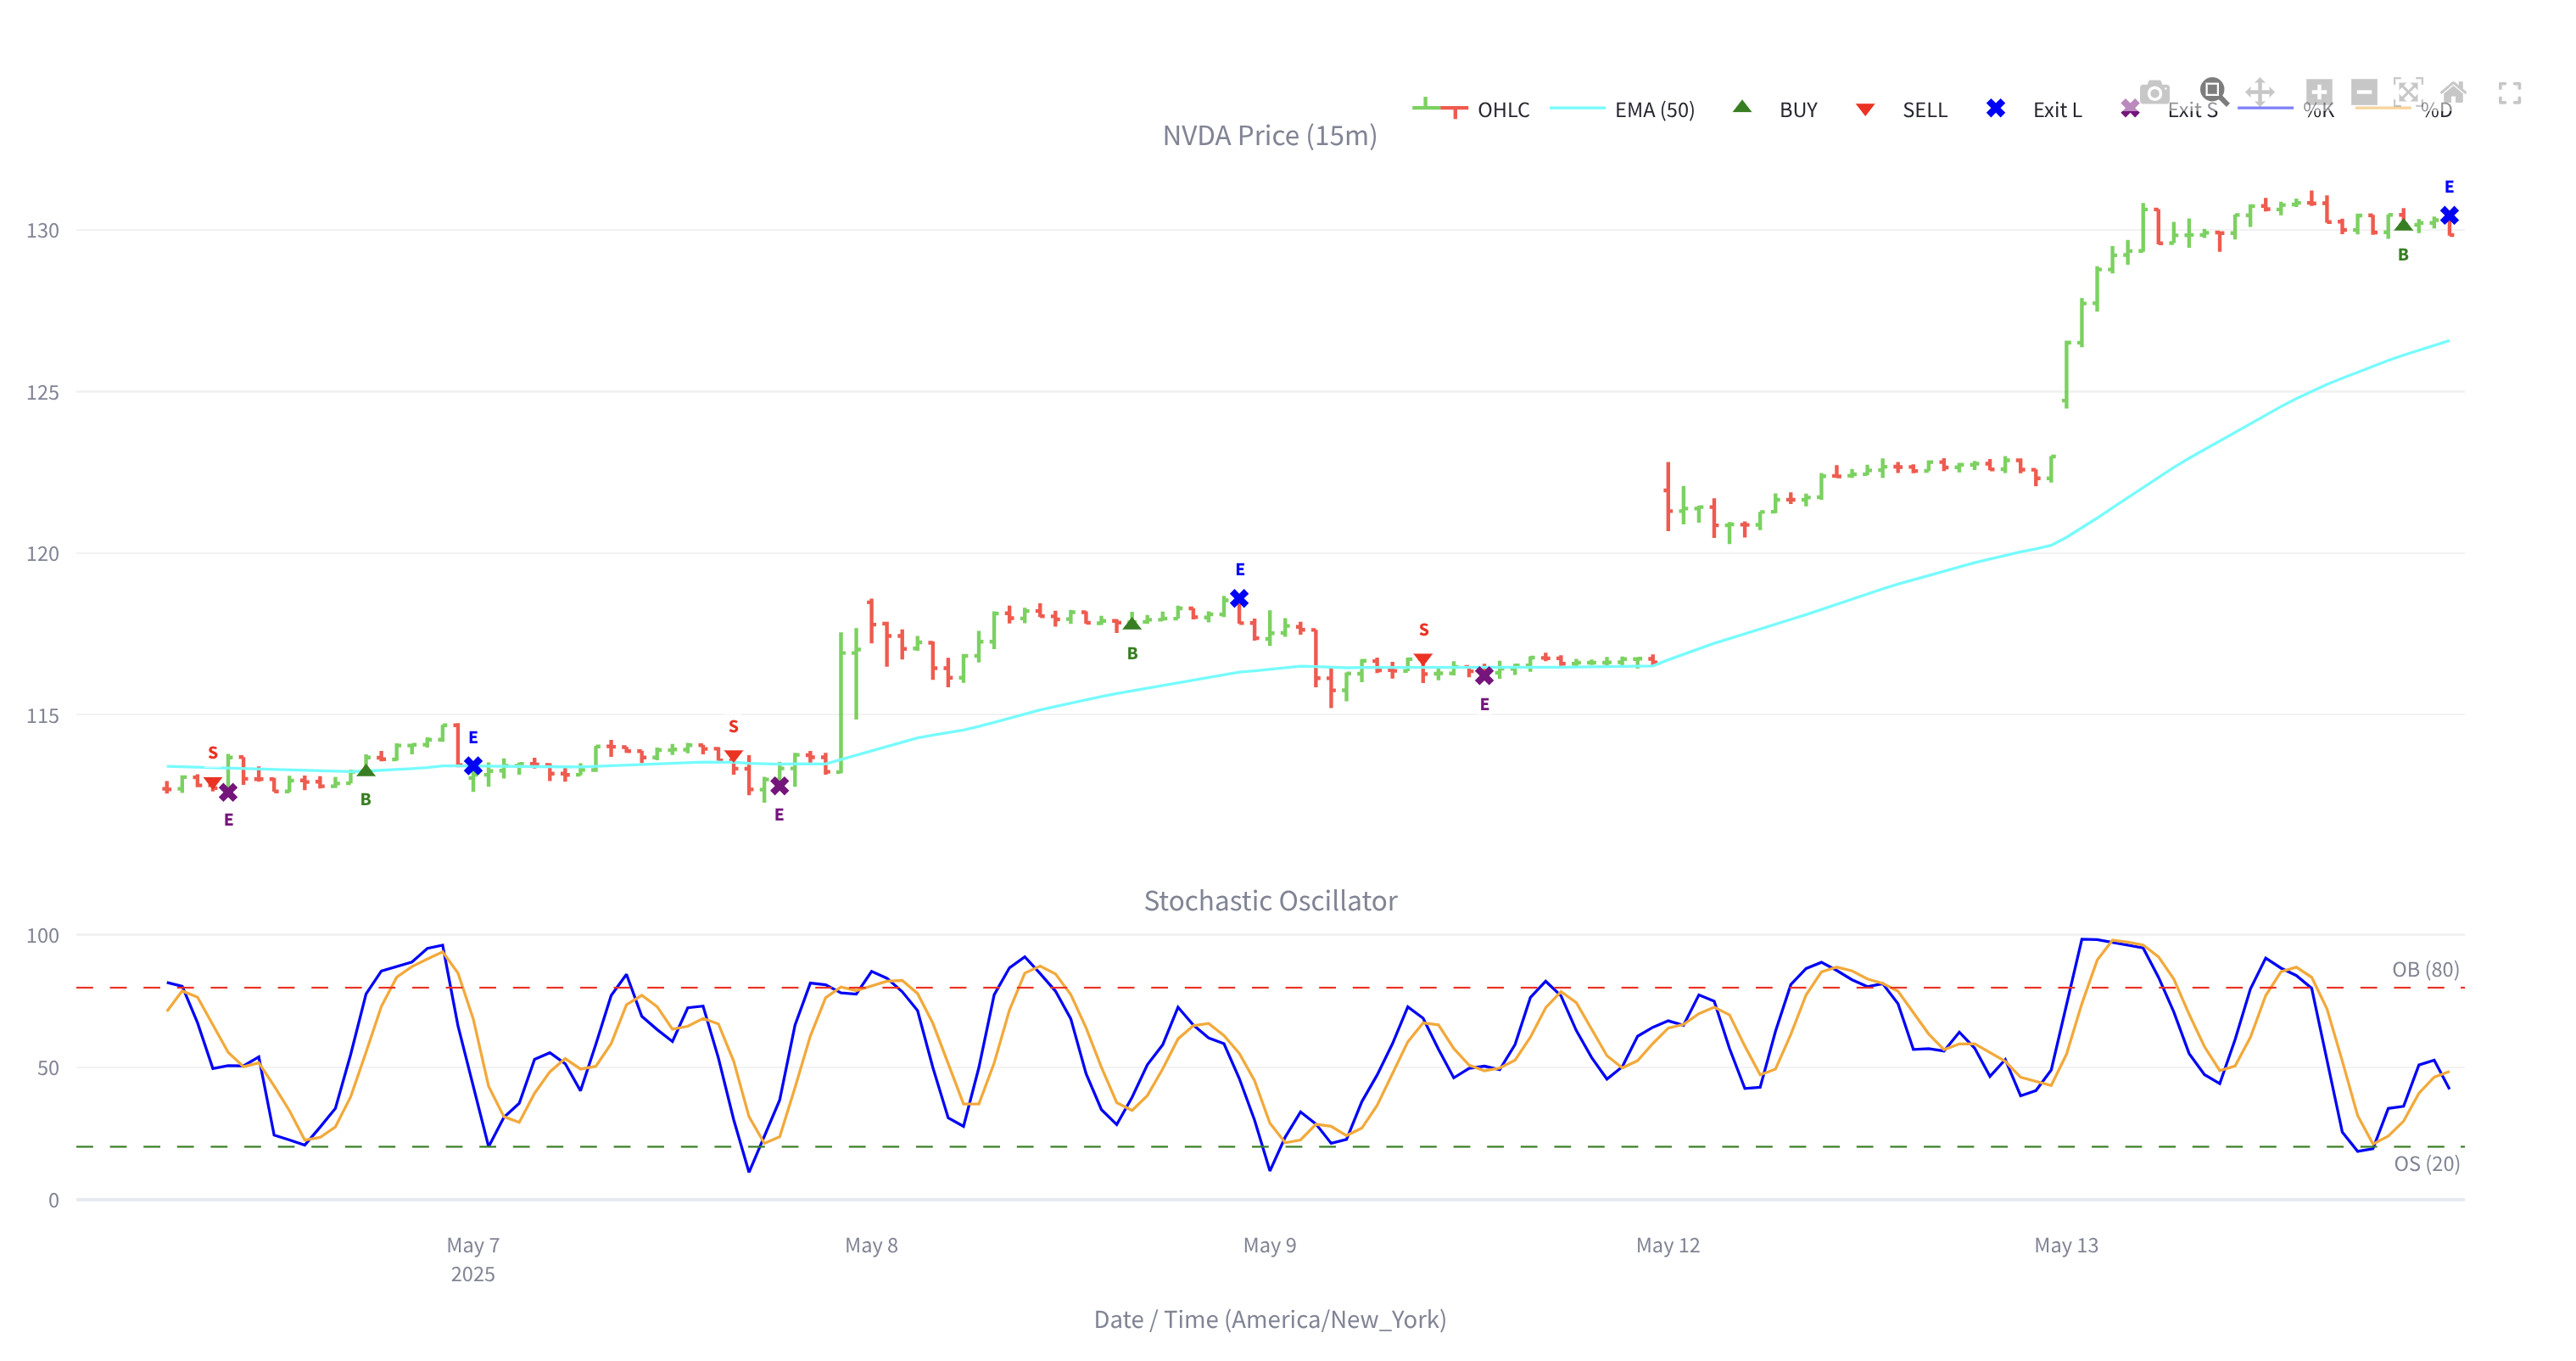 OHLC EMA (50) BUY SELL Exit L Exit S %K %D
NVDA Price (15m)
E
130
B
125
120
E
S
B
115
S
E
S
E
B
E
E
Stochastic Oscillator
100
OB (80)
50
OS (20)
0
May 7 May 8 May 9 May 12 May 13
2025
Date / Time (America/New_York)